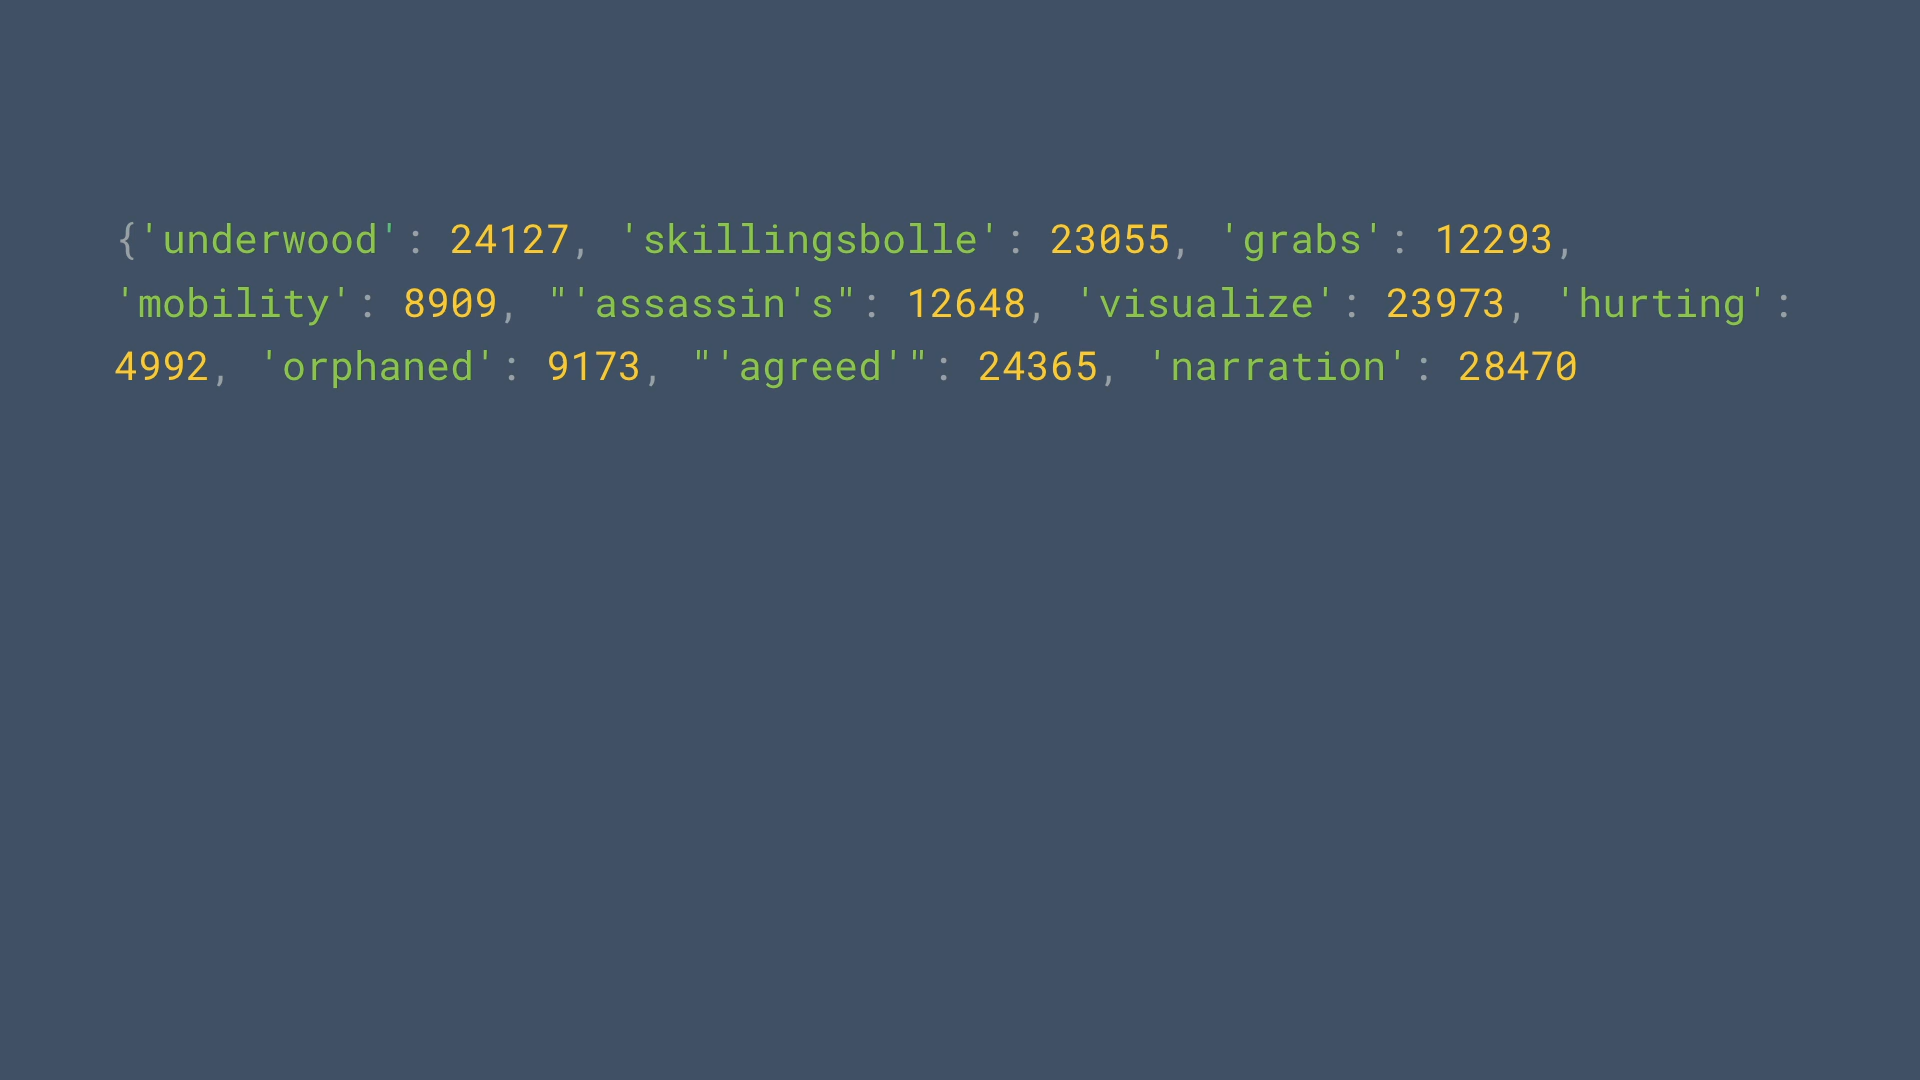 {'underwood': 24127, 'skillingsbolle': 23055, 'grabs': 12293,
'mobility': 8909, "'assassin's": 12648, 'visualize': 23973, 'hurting':
4992, 'orphaned': 9173, "'agreed'": 24365, 'narration': 28470